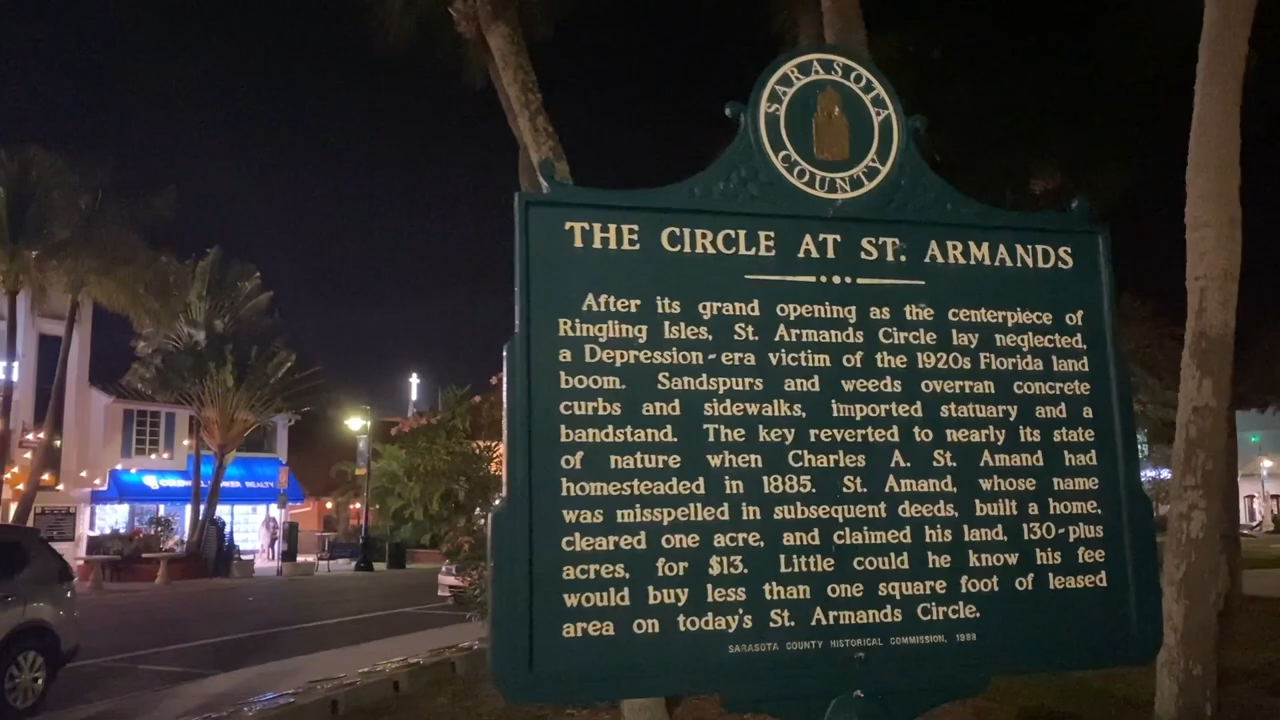 SARASOTA
COUNTY
THE CIRCLE AT ST. ARMANDS
After its grand opening as the centerpiece of
Ringling Isles, St. Armands Circle lay neglected,
a Depression-era victim of the 1920s Florida land
boom. Sandspurs and weeds overran concrete
curbs and sidewalks, imported statuary and a
bandstand. The key reverted to nearly its state
of nature when Charles A. St. Amand had
homesteaded in 1885. St. Amand, whose name
was misspelled in subsequent deeds, built a home,
cleared one acre, and claimed his land, 130-plus
acres, for $13. Little could he know his fee
would buy less than one square foot of leased
area on today's St. Armands Circle.
SARASOTA COUNTY HISTORICAL COMMISSION, 1988
REALTY